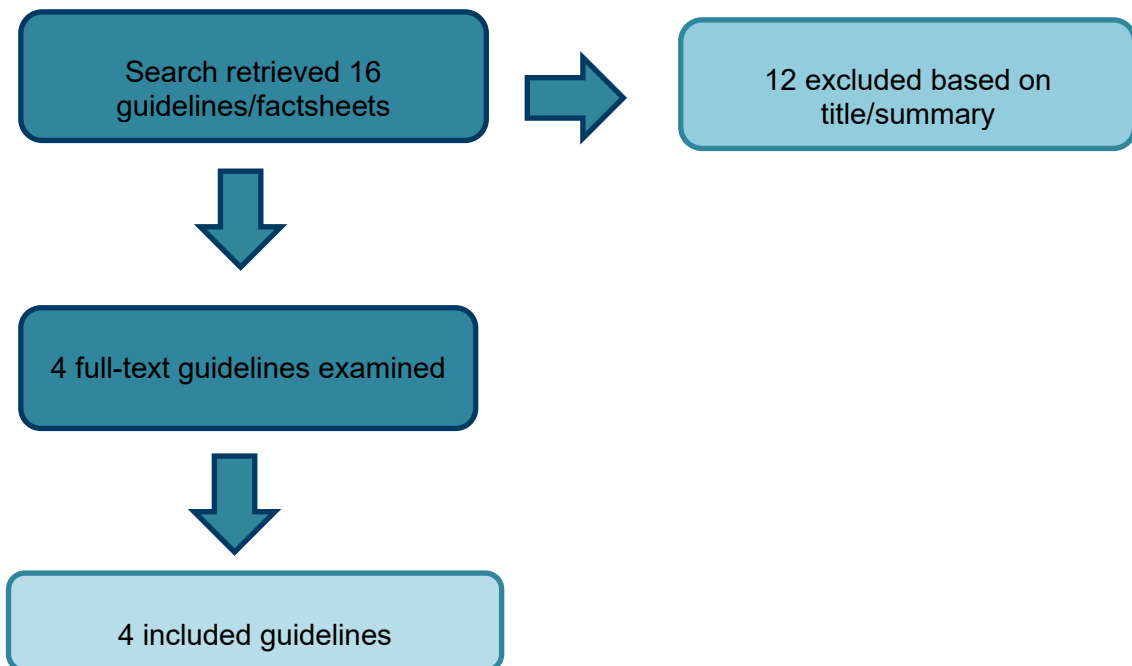 Search retrieved 16
guidelines/factsheets
12 excluded based on
title/summary
4 full-text guidelines examined
4 included guidelines